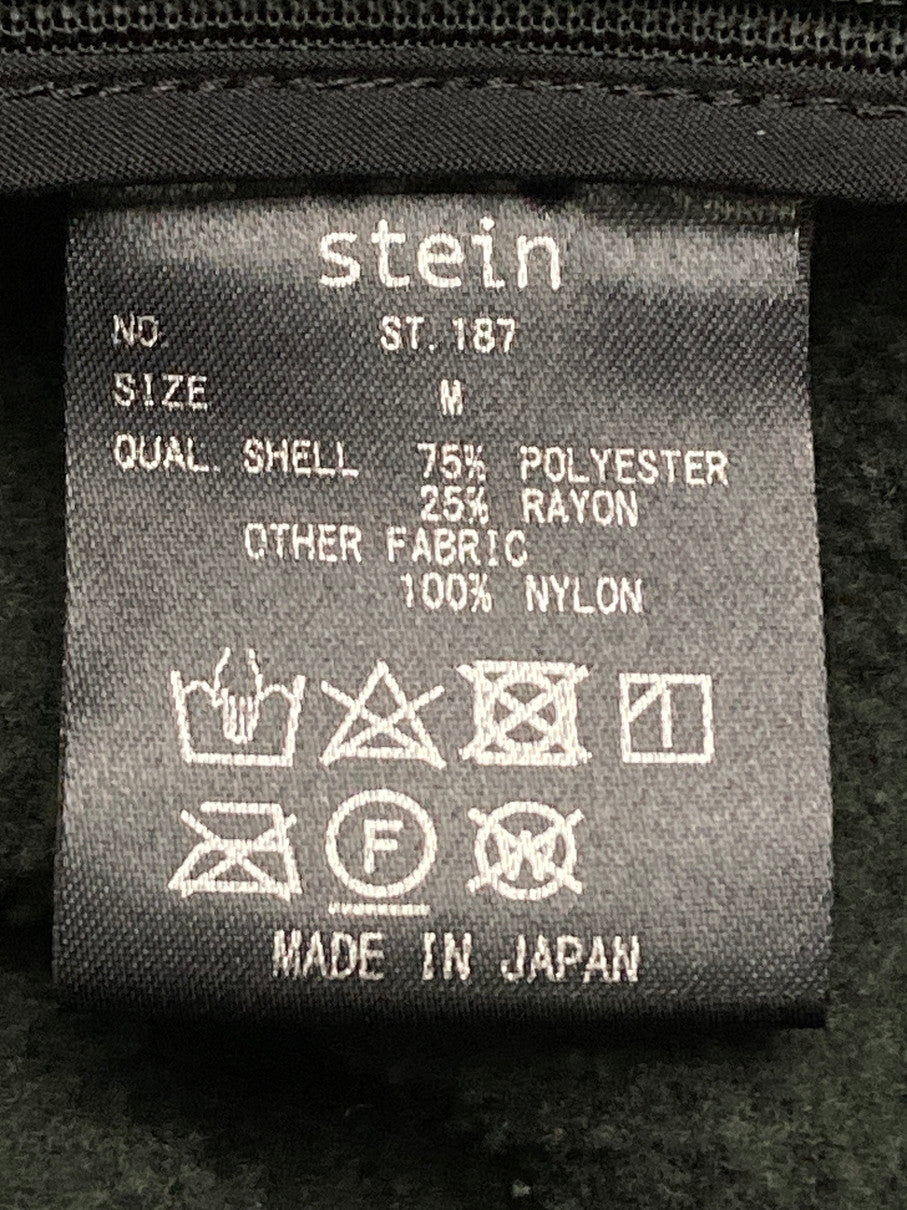 stein
NO ST.187
SIZE M
QUAL. SHELL 75% POLYESTER
25% RAYON
OTHER FABRIC
100% NYLON
F W
MADE IN JAPAN